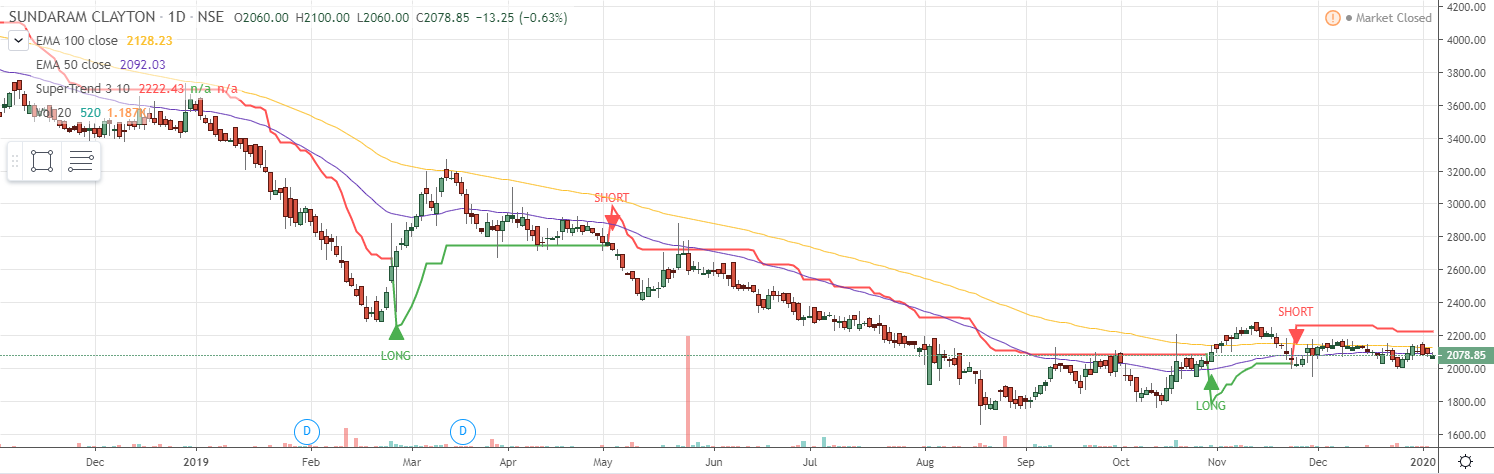 SUNDARAM CLAYTON · 1D · NSE O2060.00 H2100.00 L2060.00 C2078.85 −13.25 (−0.63%)
Market Closed
EMA 100 close 2128.23
EMA 50 close 2092.03
SuperTrend 3 10 2222.43 n/a n/a
Vol 20 520 1.187K
4200.00
4000.00
3800.00
3600.00
3400.00
3200.00
3000.00
2800.00
2600.00
2400.00
2200.00
2078.85
2000.00
1800.00
1600.00
SHORT
LONG
SHORT
LONG
D
D
Dec 2019 Feb Mar Apr May Jun Jul Aug Sep Oct Nov Dec 2020